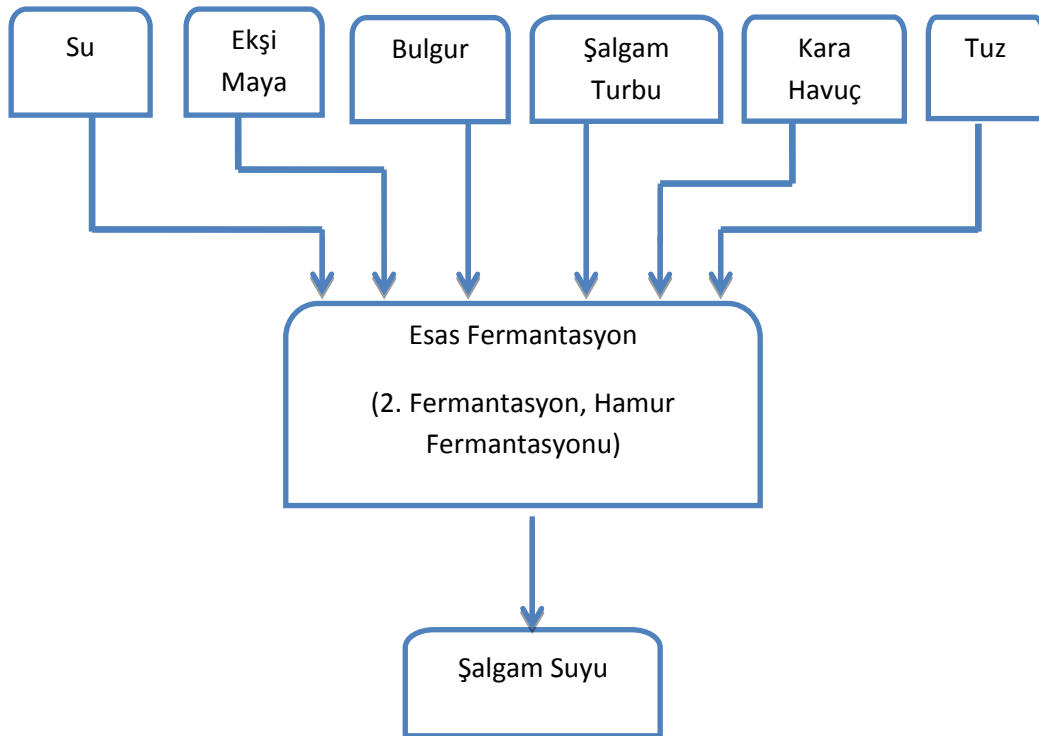 Su
Ekşi
Maya
Bulgur
Şalgam
Turbu
Kara
Havuç
Tuz
Esas Fermantasyon
(2. Fermantasyon, Hamur
Fermantasyonu)
Şalgam Suyu